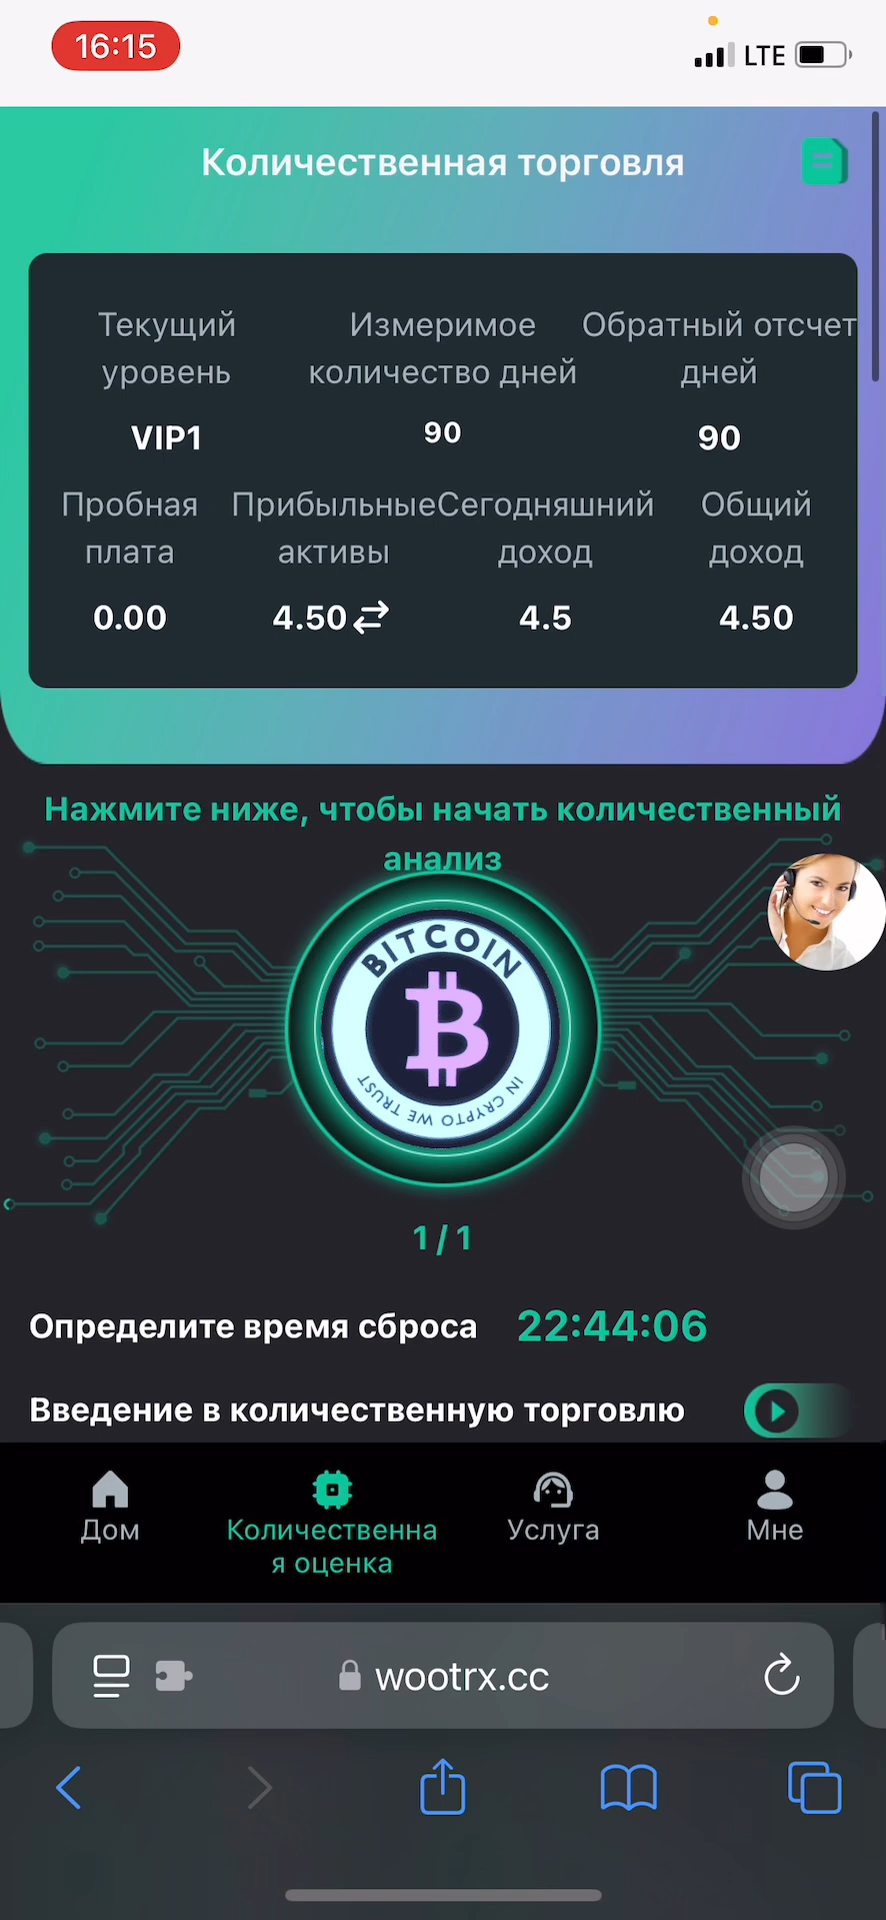 16:15
LTE
Количественная торговля
Текущий
уровень
Измеримое
количество дней
Обратный отсчет
дней
VIP1
90
90
Пробная
плата
Прибыльные
активы
Сегодняшний
доход
Общий
доход
0.00
4.50
4.5
4.50
Нажмите ниже, чтобы начать количественный
анализ
BITCOIN
IN CRYPTO WE TRUST
1 / 1
Определите время сброса 22:44:06
Введение в количественную торговлю
Дом
Количественна
я оценка
Услуга
Мне
wootrx.cc